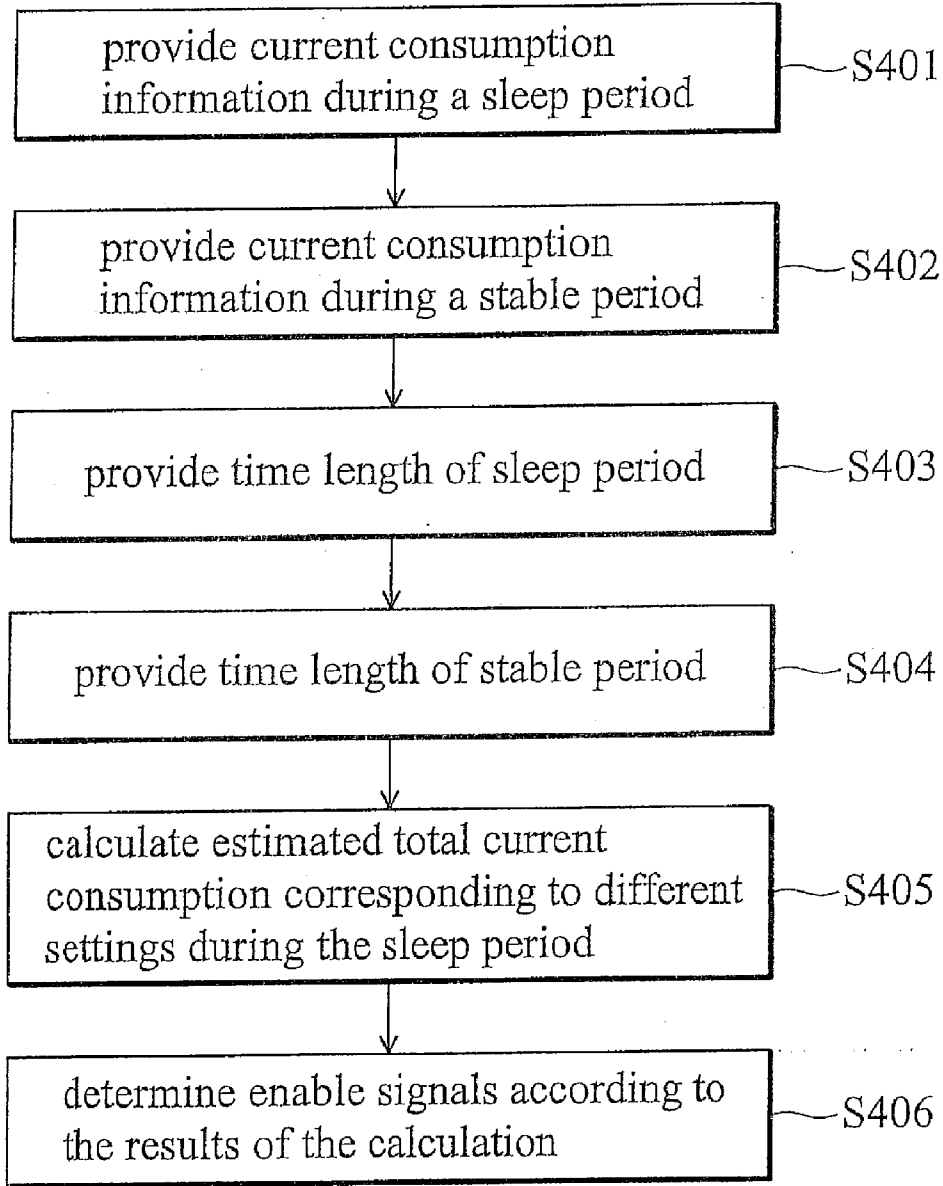 provide current consumption
information during a sleep period
S401
provide current consumption
information during a stable period
S402
provide time length of sleep period
S403
provide time length of stable period
S404
calculate estimated total current
consumption corresponding to different
settings during the sleep period
S405
determine enable signals according to
the results of the calculation
S406